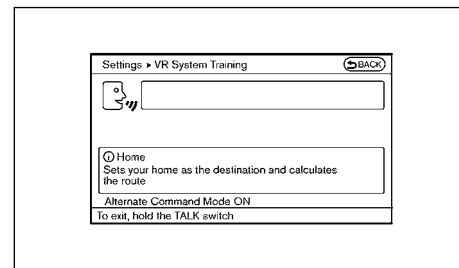 Settings ▸ VR System Training
BACK
ⓘ Home
Sets your home as the destination and calculates
the route
Alternate Command Mode ON
To exit, hold the TALK switch